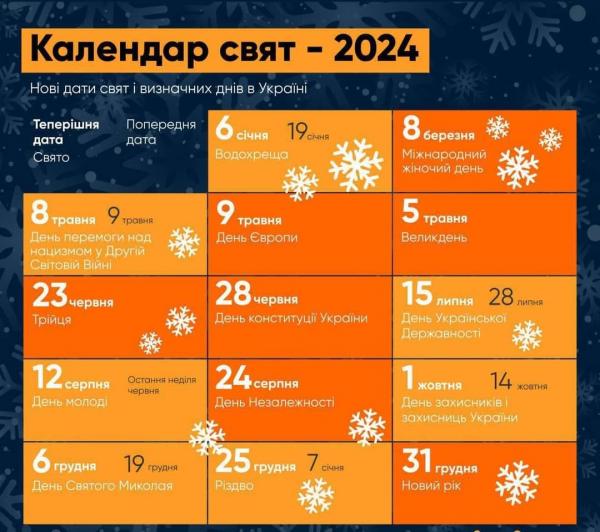 Календар свят - 2024
Нові дати свят і визначних днів в Україні
Теперішня дата
Свято
Попередня дата
6 січня 19 січня
Водохреща
8 березня
Міжнародний
жіночий день
8 травня 9 травня
День перемоги над
нацизмом у Другій
Світовій Війні
9 травня
День Європи
5 травня
Великдень
23 червня
Трійця
28 червня
День конституції України
15 липня 28 липня
День Української
Державності
12 серпня Остання неділя
червня
День молоді
24 серпня
День Незалежності
1 жовтня 14 жовтня
День захисників і
захисниць України
6 грудня 19 грудня
День Святого Миколая
25 грудня 7 січня
Різдво
31 грудня
Новий рік